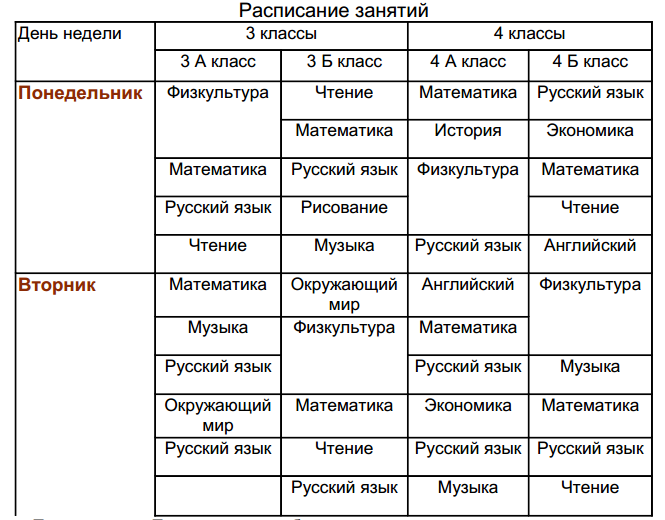 Расписание занятий
День недели 3 классы 4 классы
3 А класс 3 Б класс 4 А класс 4 Б класс
Понедельник Физкультура Чтение Математика Русский язык
Математика История Экономика
Математика Русский язык Физкультура Математика
Русский язык Рисование Чтение
Чтение Музыка Русский язык Английский
Вторник Математика Окружающий мир Английский Физкультура
Музыка Физкультура Математика
Русский язык Русский язык Музыка
Окружающий мир Математика Экономика Математика
Русский язык Чтение Русский язык Русский язык
Русский язык Музыка Чтение